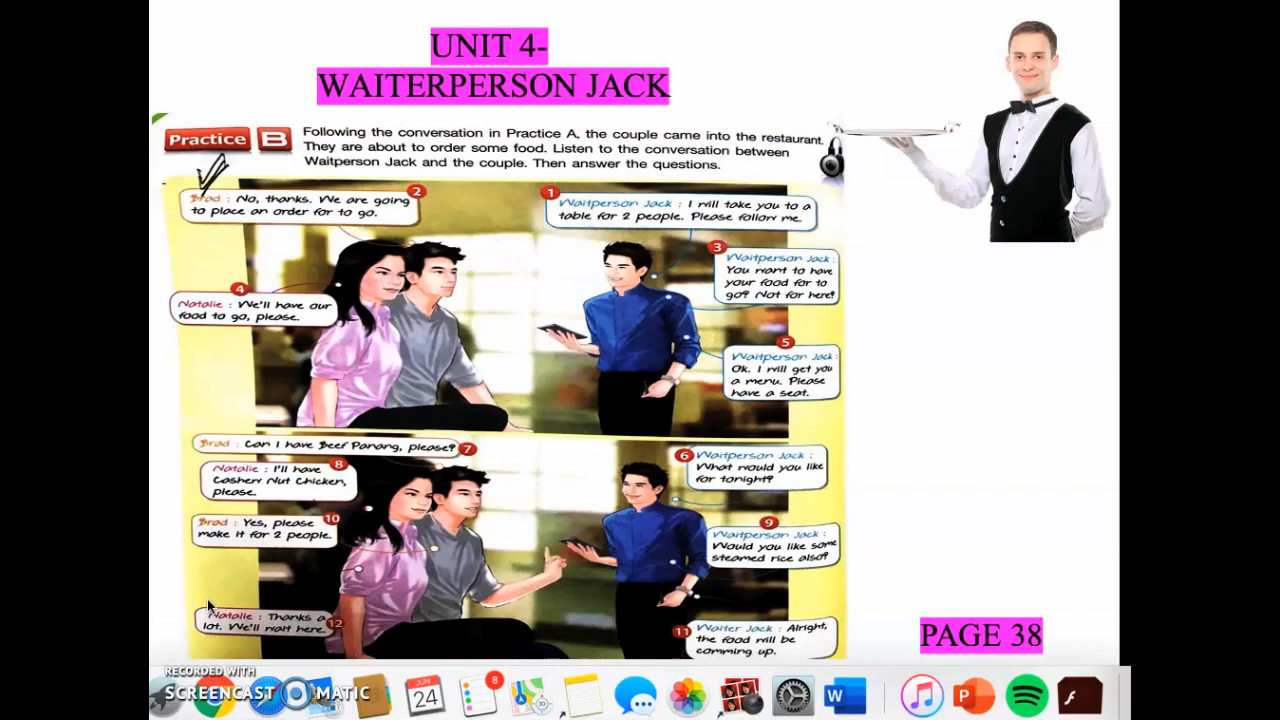 UNIT 4-
WAITERPERSON JACK
Practice B
Following the conversation in Practice A, the couple came into the restaurant.
They are about to order some food. Listen to the conversation between
Waitperson Jack and the couple. Then answer the questions.
1
Waitperson Jack : I will take you to a
table for 2 people. Please follow me.
2
Brad : No, thanks. We are going
to place an order for to go.
3
Waitperson Jack :
You want to have
your food for to
go? Not for here?
4
Natalie : We'll have our
food to go, please.
5
Waitperson Jack :
Ok. I will get you
a menu. Please
have a seat.
6
Waitperson Jack :
What would you like
for tonight?
Brad : Can I have Beef Panang, please? 7
8
Natalie : I'll have
Cashew Nut Chicken,
please.
9
Waitperson Jack :
Would you like some
steamed rice also?
10
Brad : Yes, please
make it for 2 people.
11
Waiter Jack : Alright,
the food will be
comming up.
12
Natalie : Thanks a
lot. We'll wait here.
PAGE 38
RECORDED WITH
SCREENCAST MATIC
JUN
24
8